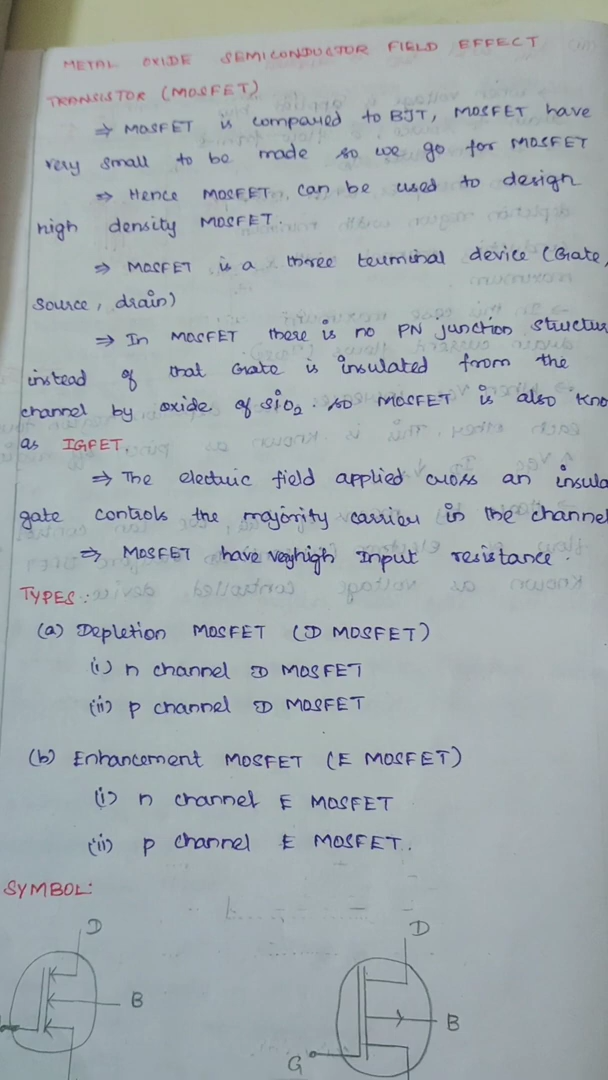 METAL OXIDE SEMICONDUCTOR FIELD EFFECT
TRANSISTOR (MOSFET)
⇒ MOSFET is compared to BJT, MOSFET have
very small to be made so we go for MOSFET
⇒ Hence MOSFET can be used to design
high density MOSFET.
⇒ MOSFET is a three terminal device (Gate,
Source, drain)
⇒ In MOSFET there is no PN junction structur
instead of that Gate is insulated from the
channel by oxide of SiO2. so MOSFET is also kno
as IGFET.
⇒ The electric field applied cross an insula
gate controls the majority carrier in the channel
⇒ MOSFET have very high Input resistance.
TYPES:
(a) Depletion MOSFET (D MOSFET)
(i) n channel D MOSFET
(ii) p channel D MOSFET
(b) Enhancement MOSFET (E MOSFET)
(i) n channel E MOSFET
(ii) p channel E MOSFET.
SYMBOL:
D D
B B
G